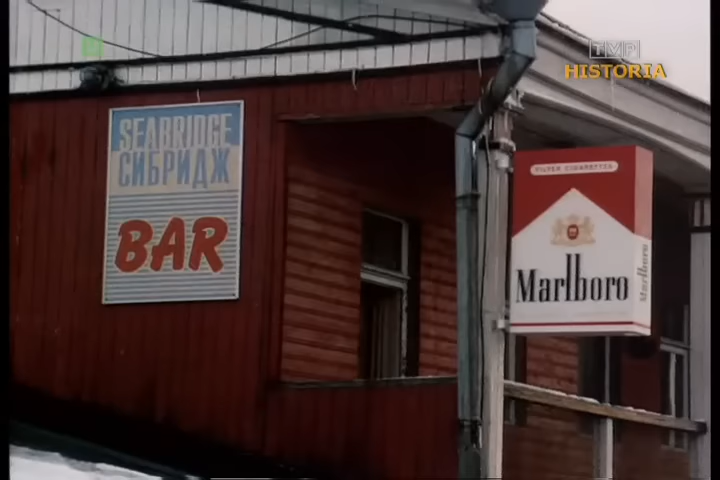 TVP
HISTORIA
SEABRIDGE
СИБРИДЖ
BAR
FILTER CIGARETTES
Marlboro
Marlboro